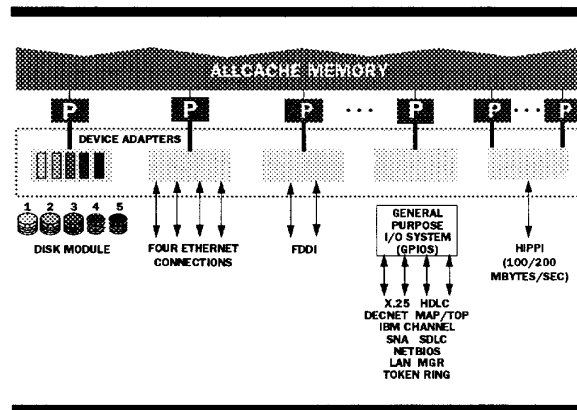 ALLCACHE MEMORY
P P P ... P P ... P
DEVICE ADAPTERS
1 2 3 4 5
DISK MODULE
FOUR ETHERNET
CONNECTIONS
FDDI
GENERAL
PURPOSE
I/O SYSTEM
(GPIOS)
X.25 HDLC
DECNET MAP/TOP
IBM CHANNEL
SNA SDLC
NETBIOS
LAN MGR
TOKEN RING
HIPPI
(100/200
MBYTES/SEC)